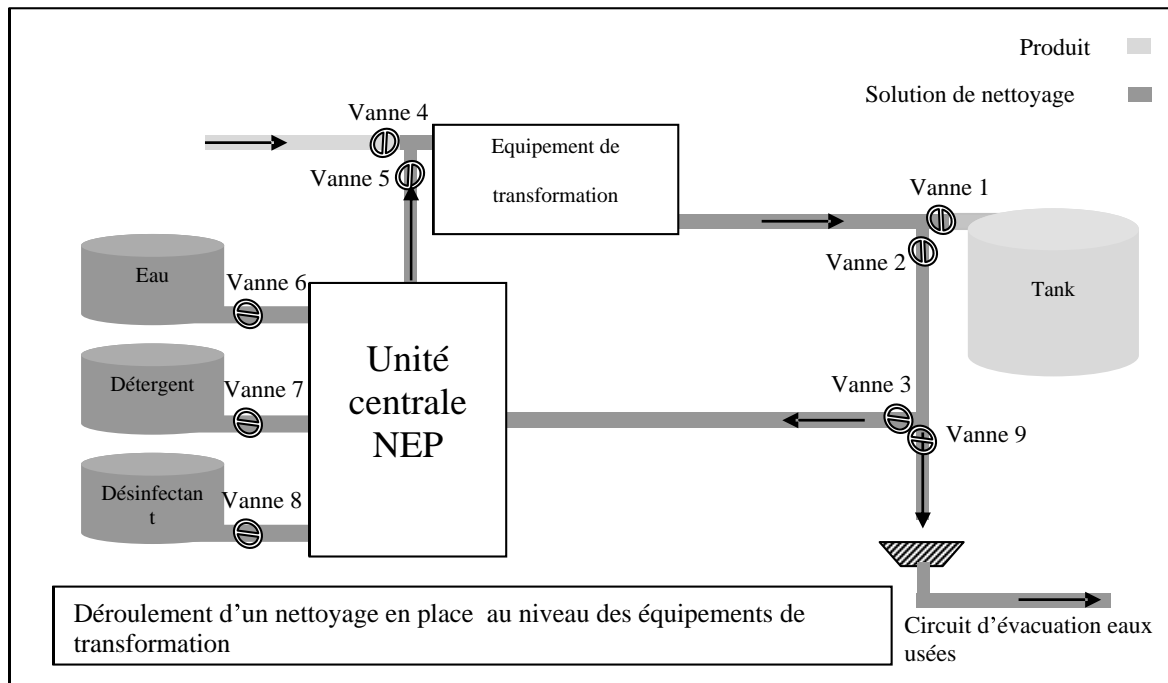 Produit
Solution de nettoyage
Vanne 4
Vanne 5
Equipement de
transformation
Vanne 1
Vanne 2
Tank
Eau
Vanne 6
Détergent
Vanne 7
Désinfectan
t
Vanne 8
Unité
centrale
NEP
Vanne 3
Vanne 9
Déroulement d’un nettoyage en place au niveau des équipements de
transformation
Circuit d’évacuation eaux
usées